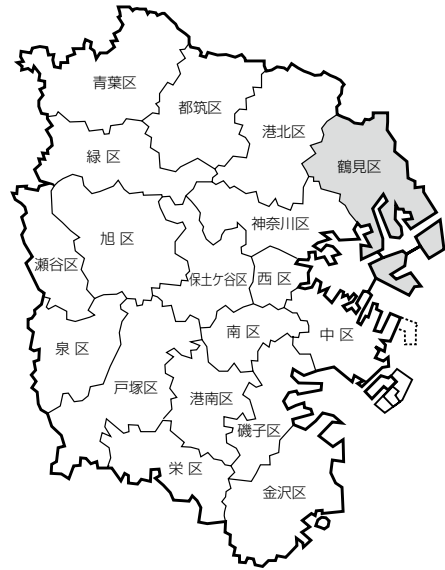 青葉区
都筑区
港北区
緑 区
鶴見区
神奈川区
旭 区
瀬谷区
保土ケ谷区
西 区
泉 区
南 区
中 区
戸塚区
港南区
磯子区
栄 区
金沢区